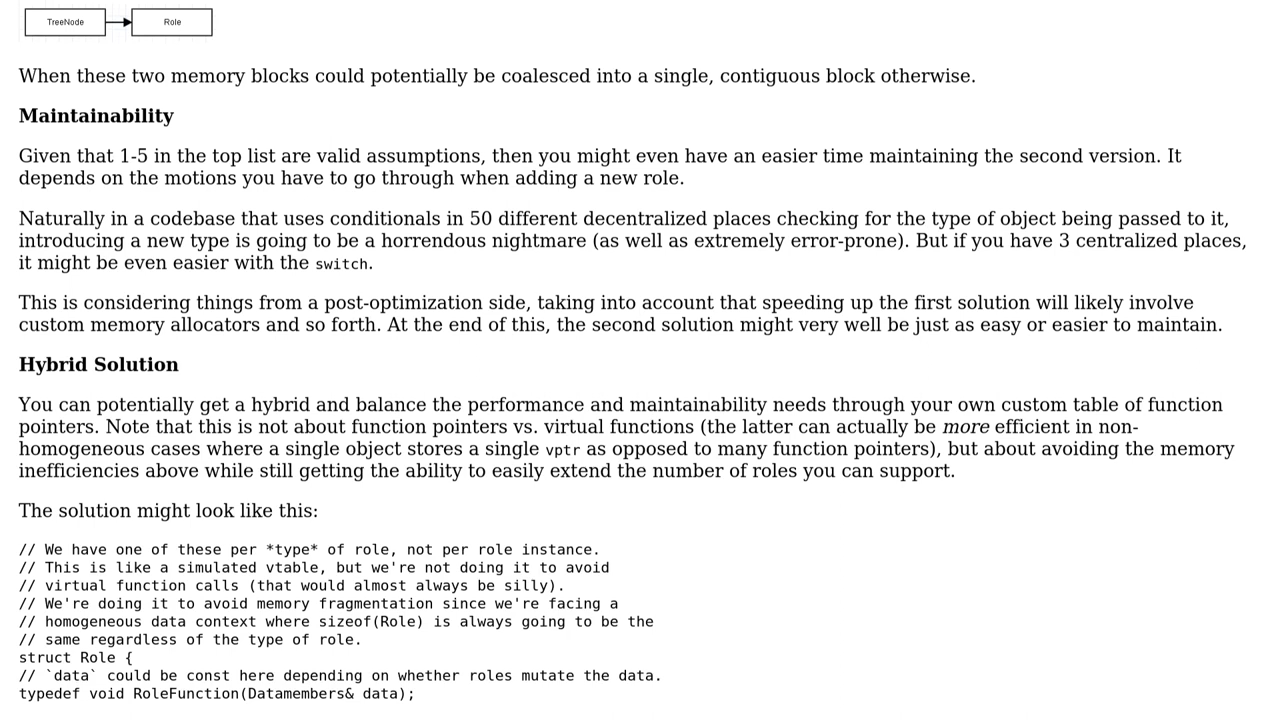 TreeNode
Role
When these two memory blocks could potentially be coalesced into a single, contiguous block otherwise.
Maintainability
Given that 1-5 in the top list are valid assumptions, then you might even have an easier time maintaining the second version. It
depends on the motions you have to go through when adding a new role.
Naturally in a codebase that uses conditionals in 50 different decentralized places checking for the type of object being passed to it,
introducing a new type is going to be a horrendous nightmare (as well as extremely error-prone). But if you have 3 centralized places,
it might be even easier with the switch.
This is considering things from a post-optimization side, taking into account that speeding up the first solution will likely involve
custom memory allocators and so forth. At the end of this, the second solution might very well be just as easy or easier to maintain.
Hybrid Solution
You can potentially get a hybrid and balance the performance and maintainability needs through your own custom table of function
pointers. Note that this is not about function pointers vs. virtual functions (the latter can actually be more efficient in non-
homogeneous cases where a single object stores a single vptr as opposed to many function pointers), but about avoiding the memory
inefficiencies above while still getting the ability to easily extend the number of roles you can support.
The solution might look like this:
// We have one of these per *type* of role, not per role instance.
// This is like a simulated vtable, but we're not doing it to avoid
// virtual function calls (that would almost always be silly).
// We're doing it to avoid memory fragmentation since we're facing a
// homogeneous data context where sizeof(Role) is always going to be the
// same regardless of the type of role.
struct Role {
// `data` could be const here depending on whether roles mutate the data.
typedef void RoleFunction(Datamembers& data);